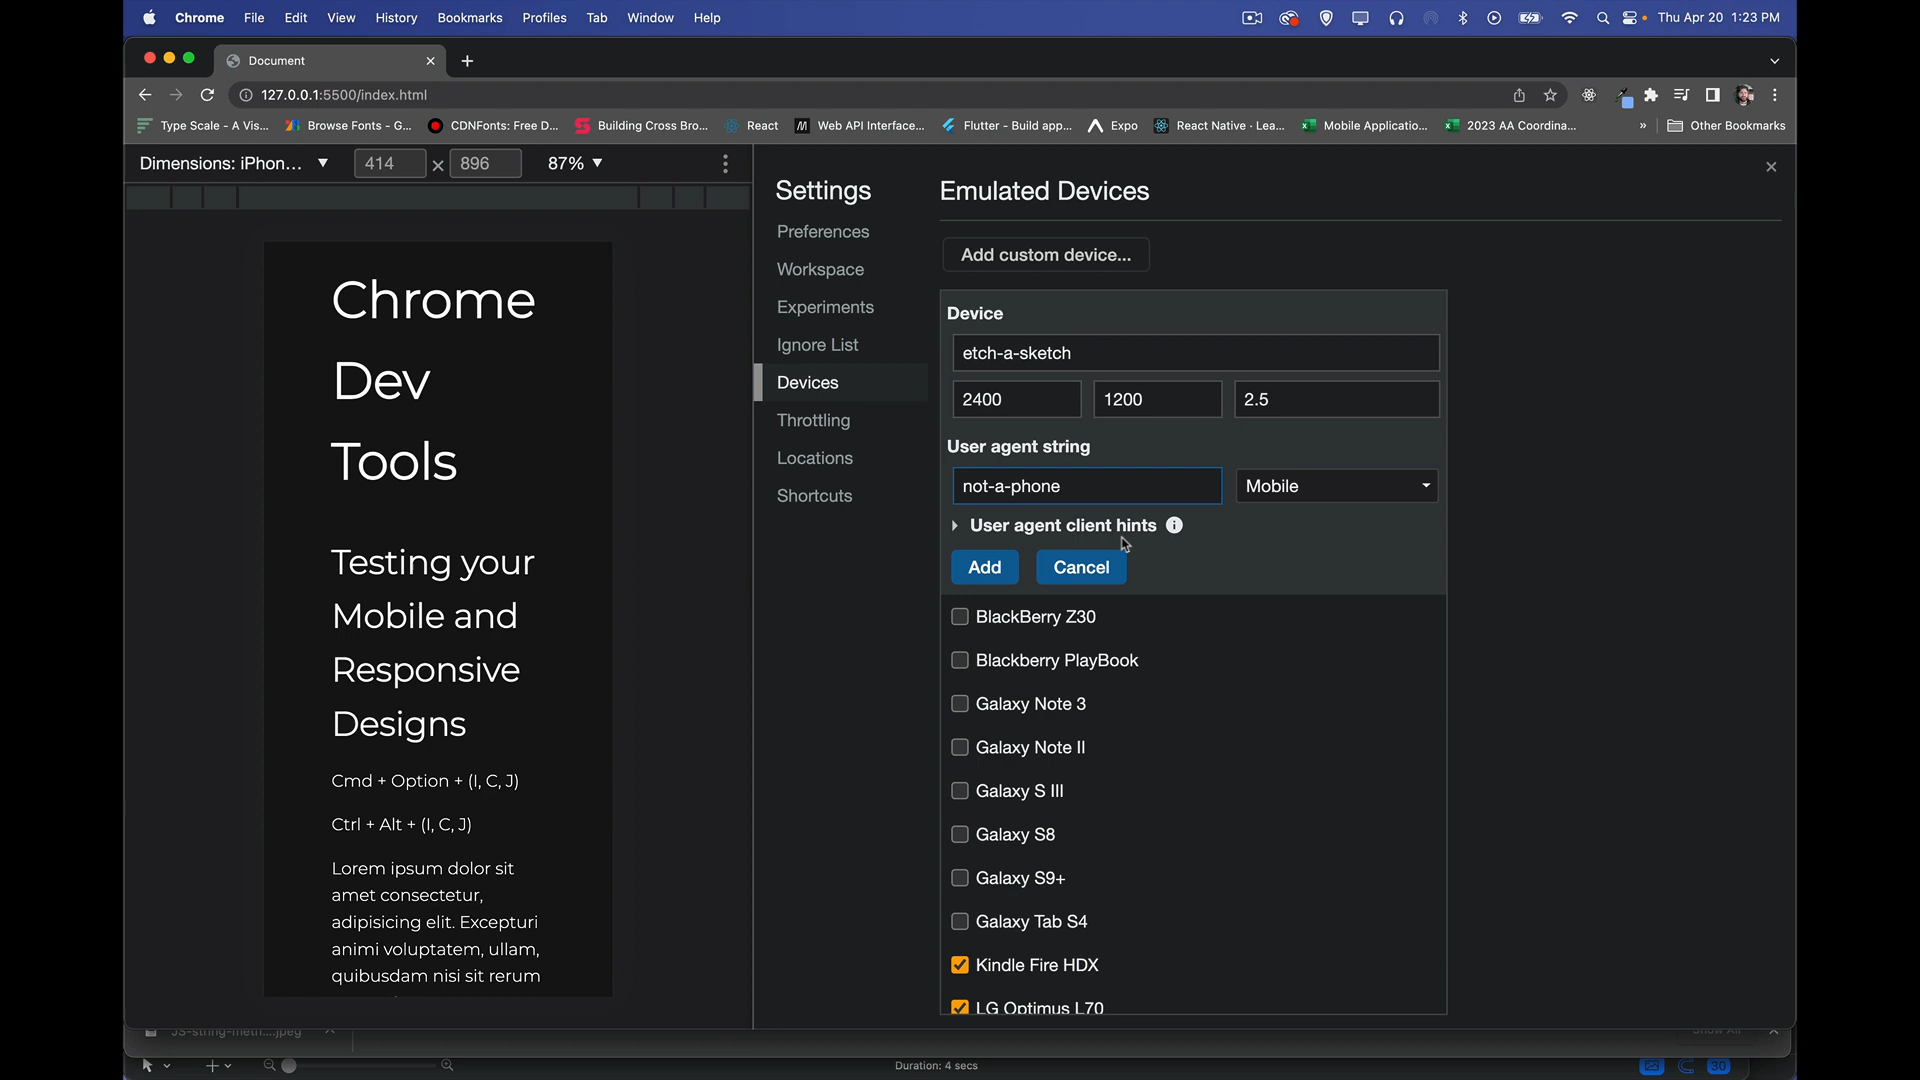 Chrome File Edit View History Bookmarks Profiles Tab Window Help Thu Apr 20 1:23 PM
Document
127.0.0.1:5500/index.html
Type Scale - A Vis... Browse Fonts - G... CDNFonts: Free D... Building Cross Bro... React Web API Interface... Flutter - Build app... Expo React Native · Lea... Mobile Applicatio... 2023 AA Coordina... » Other Bookmarks
Dimensions: iPhon... 414 × 896 87%
Chrome
Dev
Tools
Testing your
Mobile and
Responsive
Designs
Cmd + Option + (I, C, J)
Ctrl + Alt + (I, C, J)
Lorem ipsum dolor sit
amet consectetur,
adipisicing elit. Excepturi
animi voluptatem, ullam,
quibusdam nisi sit rerum
Settings
Preferences
Workspace
Experiments
Ignore List
Devices
Throttling
Locations
Shortcuts
Emulated Devices
Add custom device...
Device
etch-a-sketch
2400 1200 2.5
User agent string
not-a-phone Mobile
User agent client hints
Add Cancel
BlackBerry Z30
Blackberry PlayBook
Galaxy Note 3
Galaxy Note II
Galaxy S III
Galaxy S8
Galaxy S9+
Galaxy Tab S4
Kindle Fire HDX
LG Optimus L70
JS-string-meth....jpeg Show All
Duration: 4 secs 30